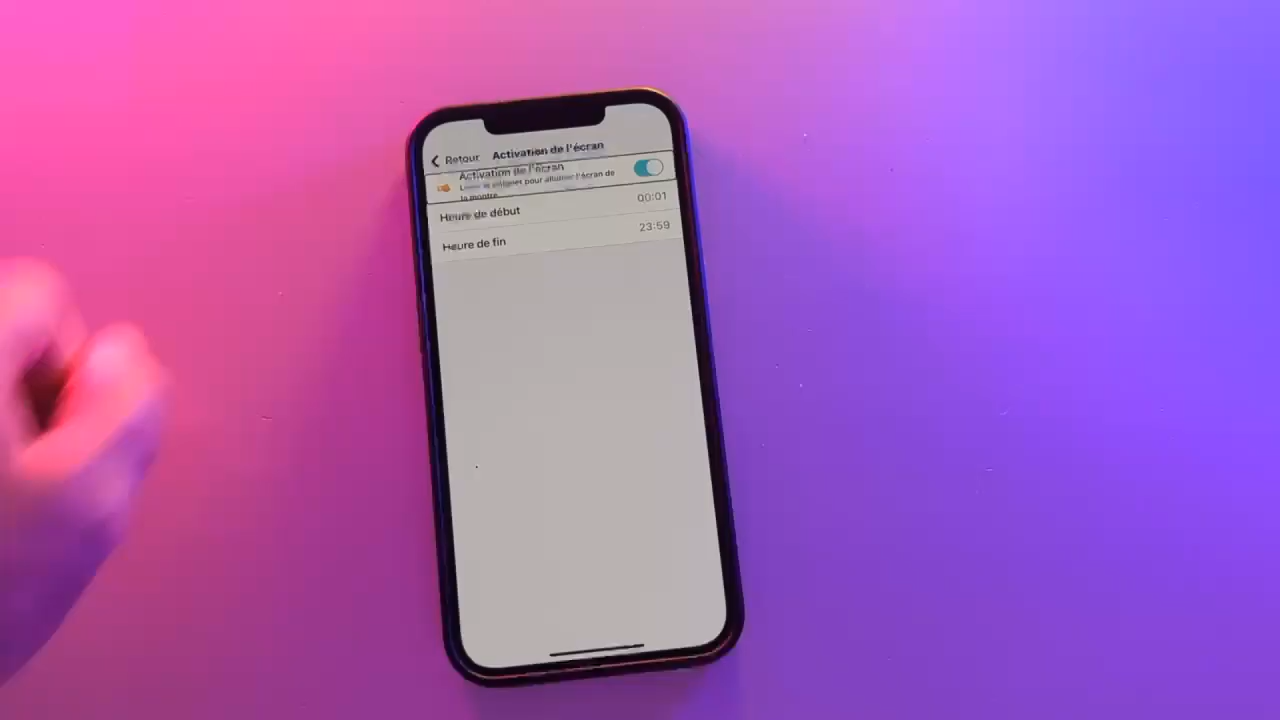 Retour Activation de l'écran
Activation de l'écran
pour allumer l'écran de
la montre
Heure de début 00:01
Heure de fin 23:59